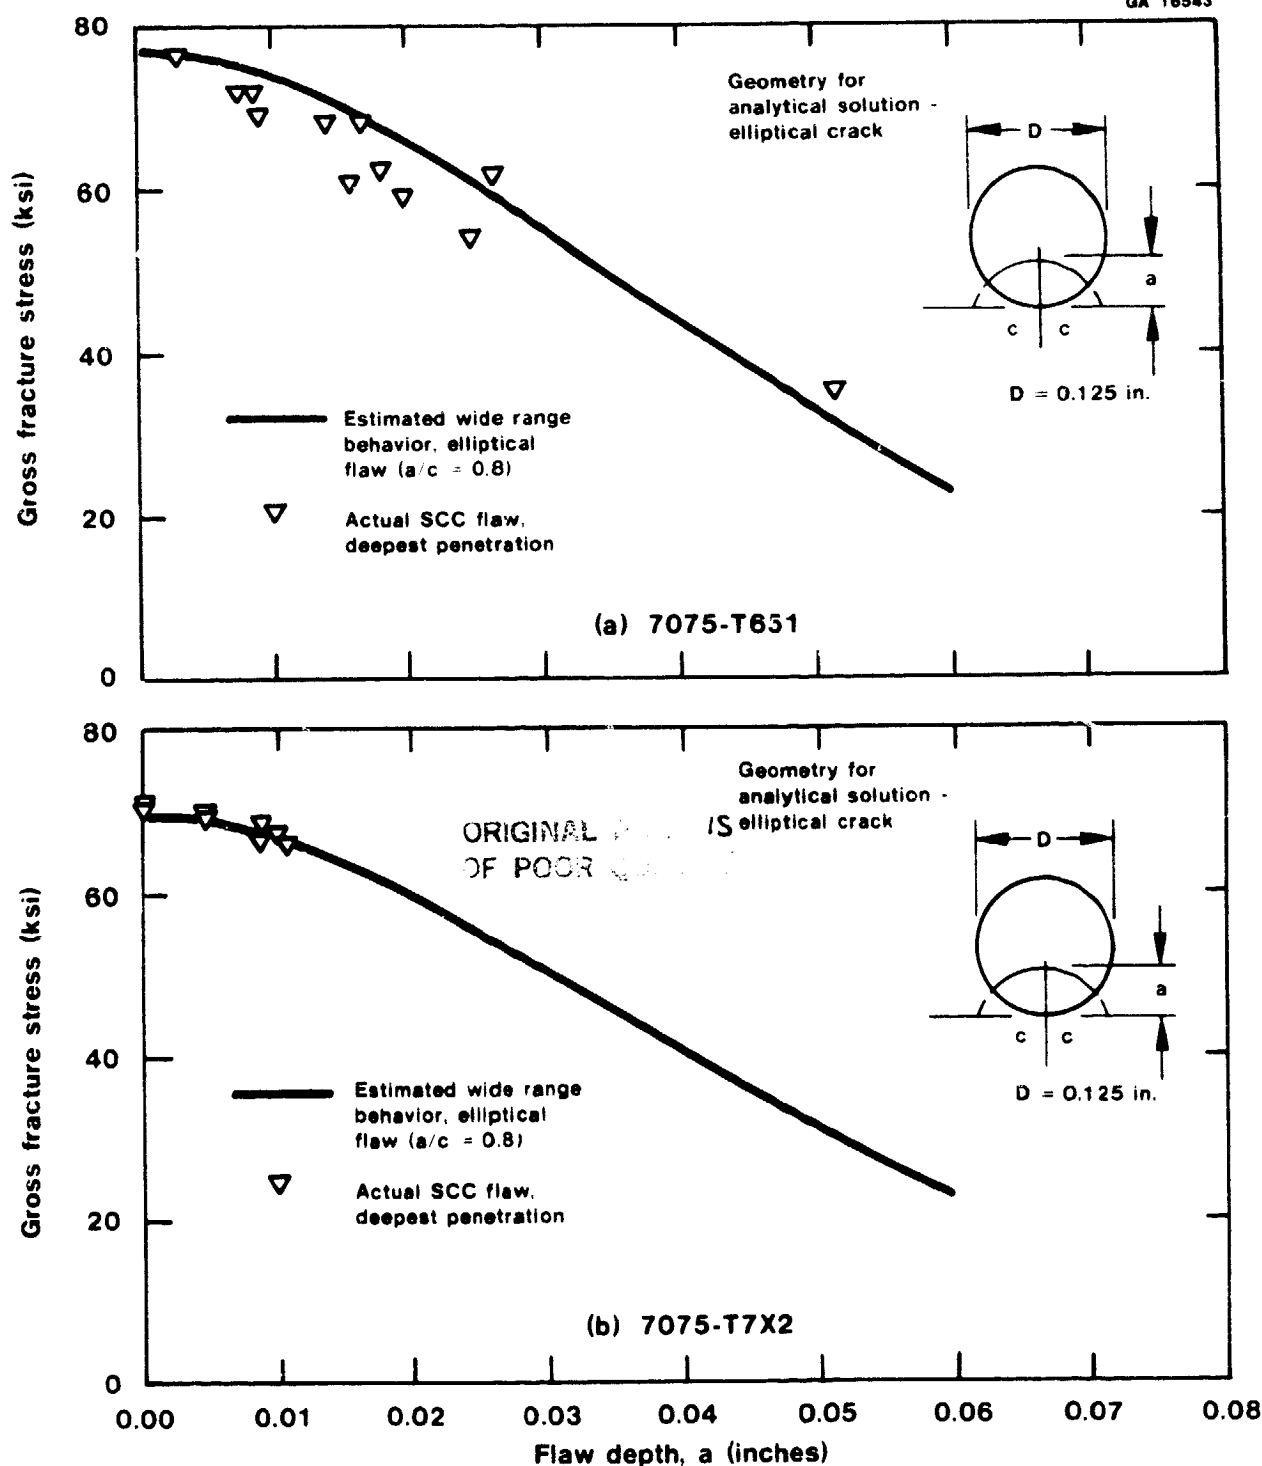 GA 16543
80
60
40
20
0
Gross fracture stress (ksi)
Geometry for
analytical solution -
elliptical crack
D
a
c c
D = 0.125 in.
Estimated wide range
behavior, elliptical
flaw (a/c = 0.8)
Actual SCC flaw,
deepest penetration
(a) 7075-T651
80
60
40
20
0
Gross fracture stress (ksi)
Geometry for
analytical solution -
elliptical crack
ORIGINAL IS
OF POOR
D
a
c c
D = 0.125 in.
Estimated wide range
behavior, elliptical
flaw (a/c = 0.8)
Actual SCC flaw,
deepest penetration
(b) 7075-T7X2
0.00 0.01 0.02 0.03 0.04 0.05 0.06 0.07 0.08
Flaw depth, a (inches)